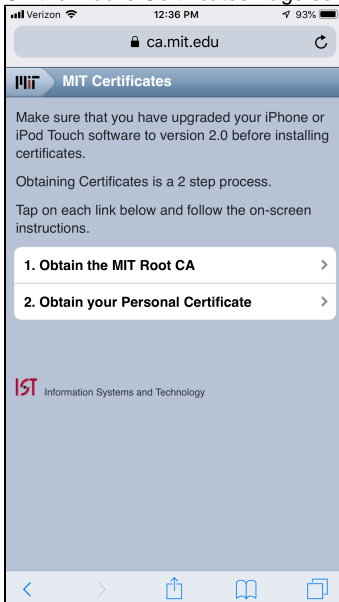 Verizon 12:36 PM 93%
ca.mit.edu
MIT MIT Certificates
Make sure that you have upgraded your iPhone or
iPod Touch software to version 2.0 before installing
certificates.
Obtaining Certificates is a 2 step process.
Tap on each link below and follow the on-screen
instructions.
1. Obtain the MIT Root CA
2. Obtain your Personal Certificate
IST Information Systems and Technology